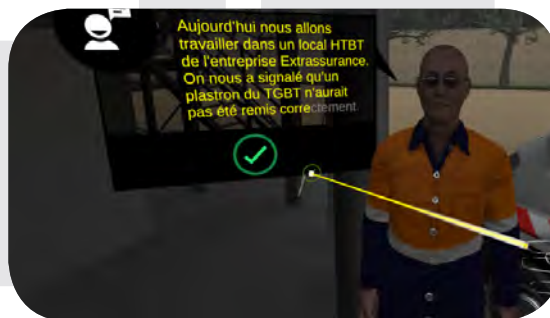 Aujourd'hui nous allons
travailler dans un local HTBT
de l'entreprise Extrassurance.
On nous a signalé qu'un
plastron du TGBT n'aurait
pas été remis correctement.